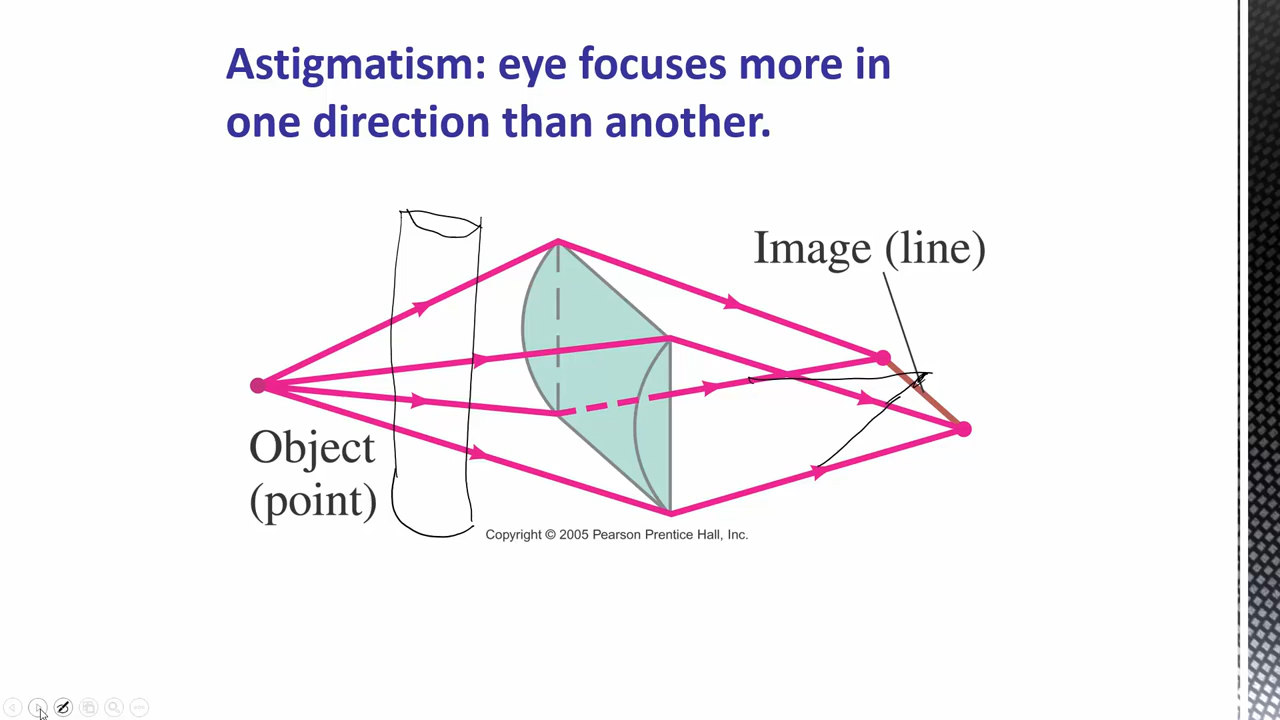 Astigmatism: eye focuses more in
one direction than another.
Image (line)
Object
(point)
Copyright © 2005 Pearson Prentice Hall, Inc.